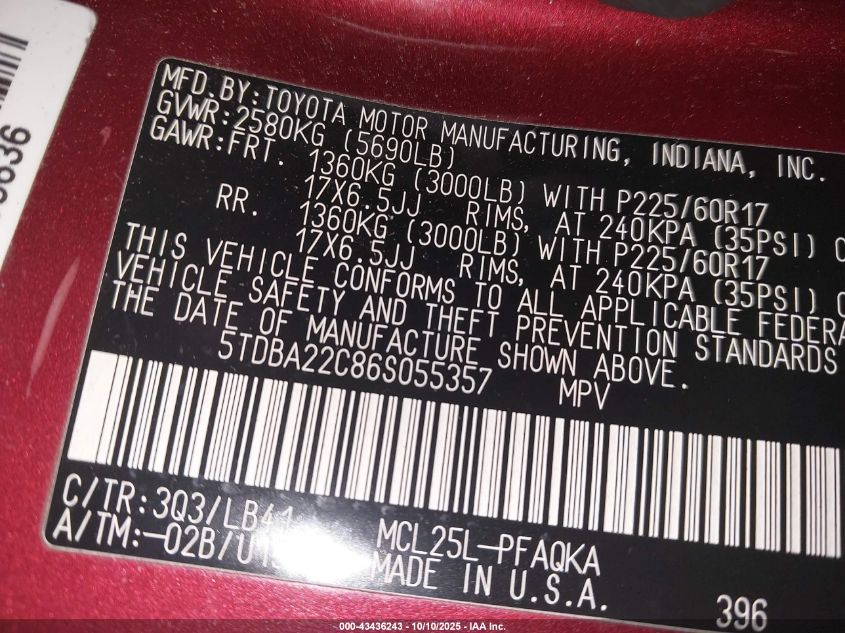 MFD.BY:TOYOTA MOTOR MANUFACTURING, INDIANA, INC.
GVWR:2580KG (5690LB)
GAWR:FRT. 1360KG (3000LB) WITH P225/60R17
17X6.5JJ RIMS, AT 240KPA (35PSI)
RR. 1360KG (3000LB) WITH P225/60R17
17X6.5JJ RIMS, AT 240KPA (35PSI)
THIS VEHICLE CONFORMS TO ALL APPLICABLE FEDERA
VEHICLE SAFETY AND THEFT PREVENTION STANDARDS
THE DATE OF MANUFACTURE SHOWN ABOVE.
5TDBA22C86S055357 MPV
C/TR:3Q3/LB41 MCL25L-PFAQKA
A/TM:-02B/U1 MADE IN U.S.A.
396
000-43436243 - 10/10/2025 - IAA Inc.